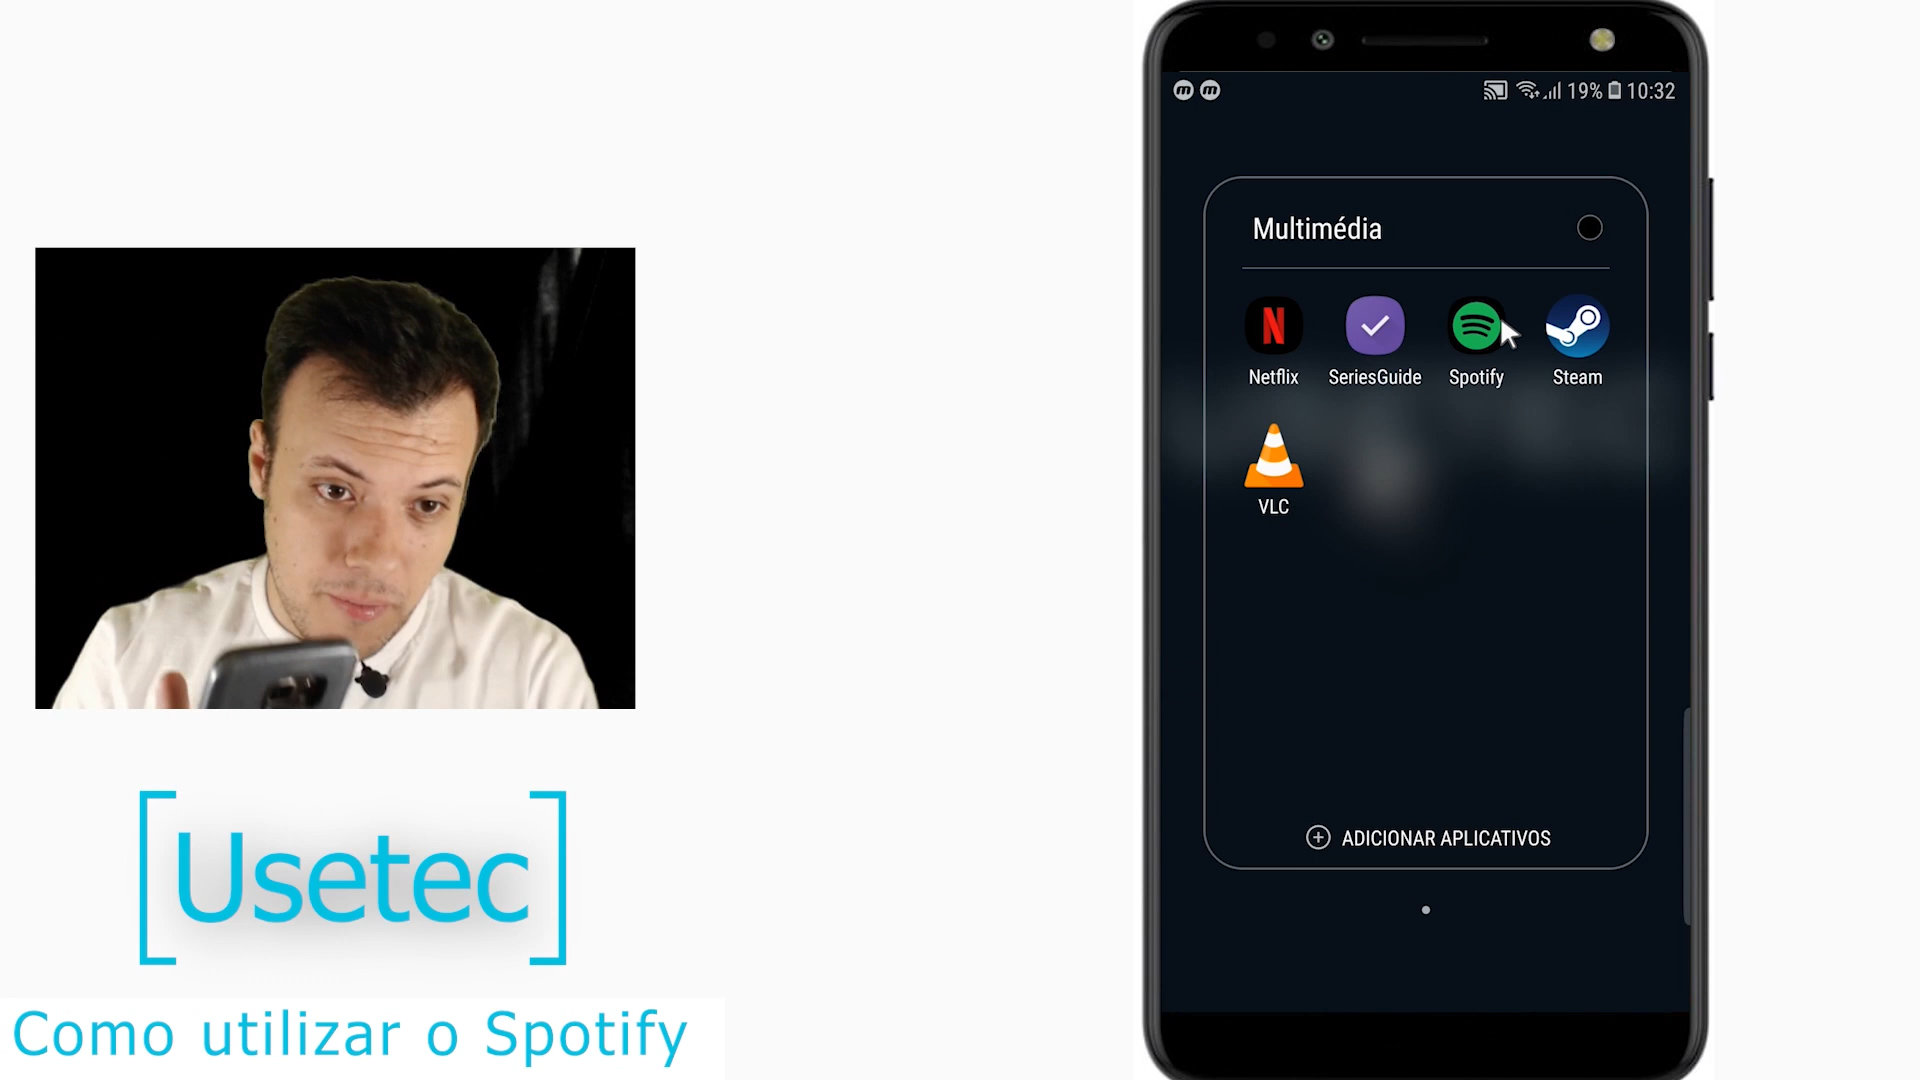 19% 10:32
Multimédia
N
Netflix SeriesGuide Spotify Steam
VLC
ADICIONAR APLICATIVOS
[Usetec]
Como utilizar o Spotify